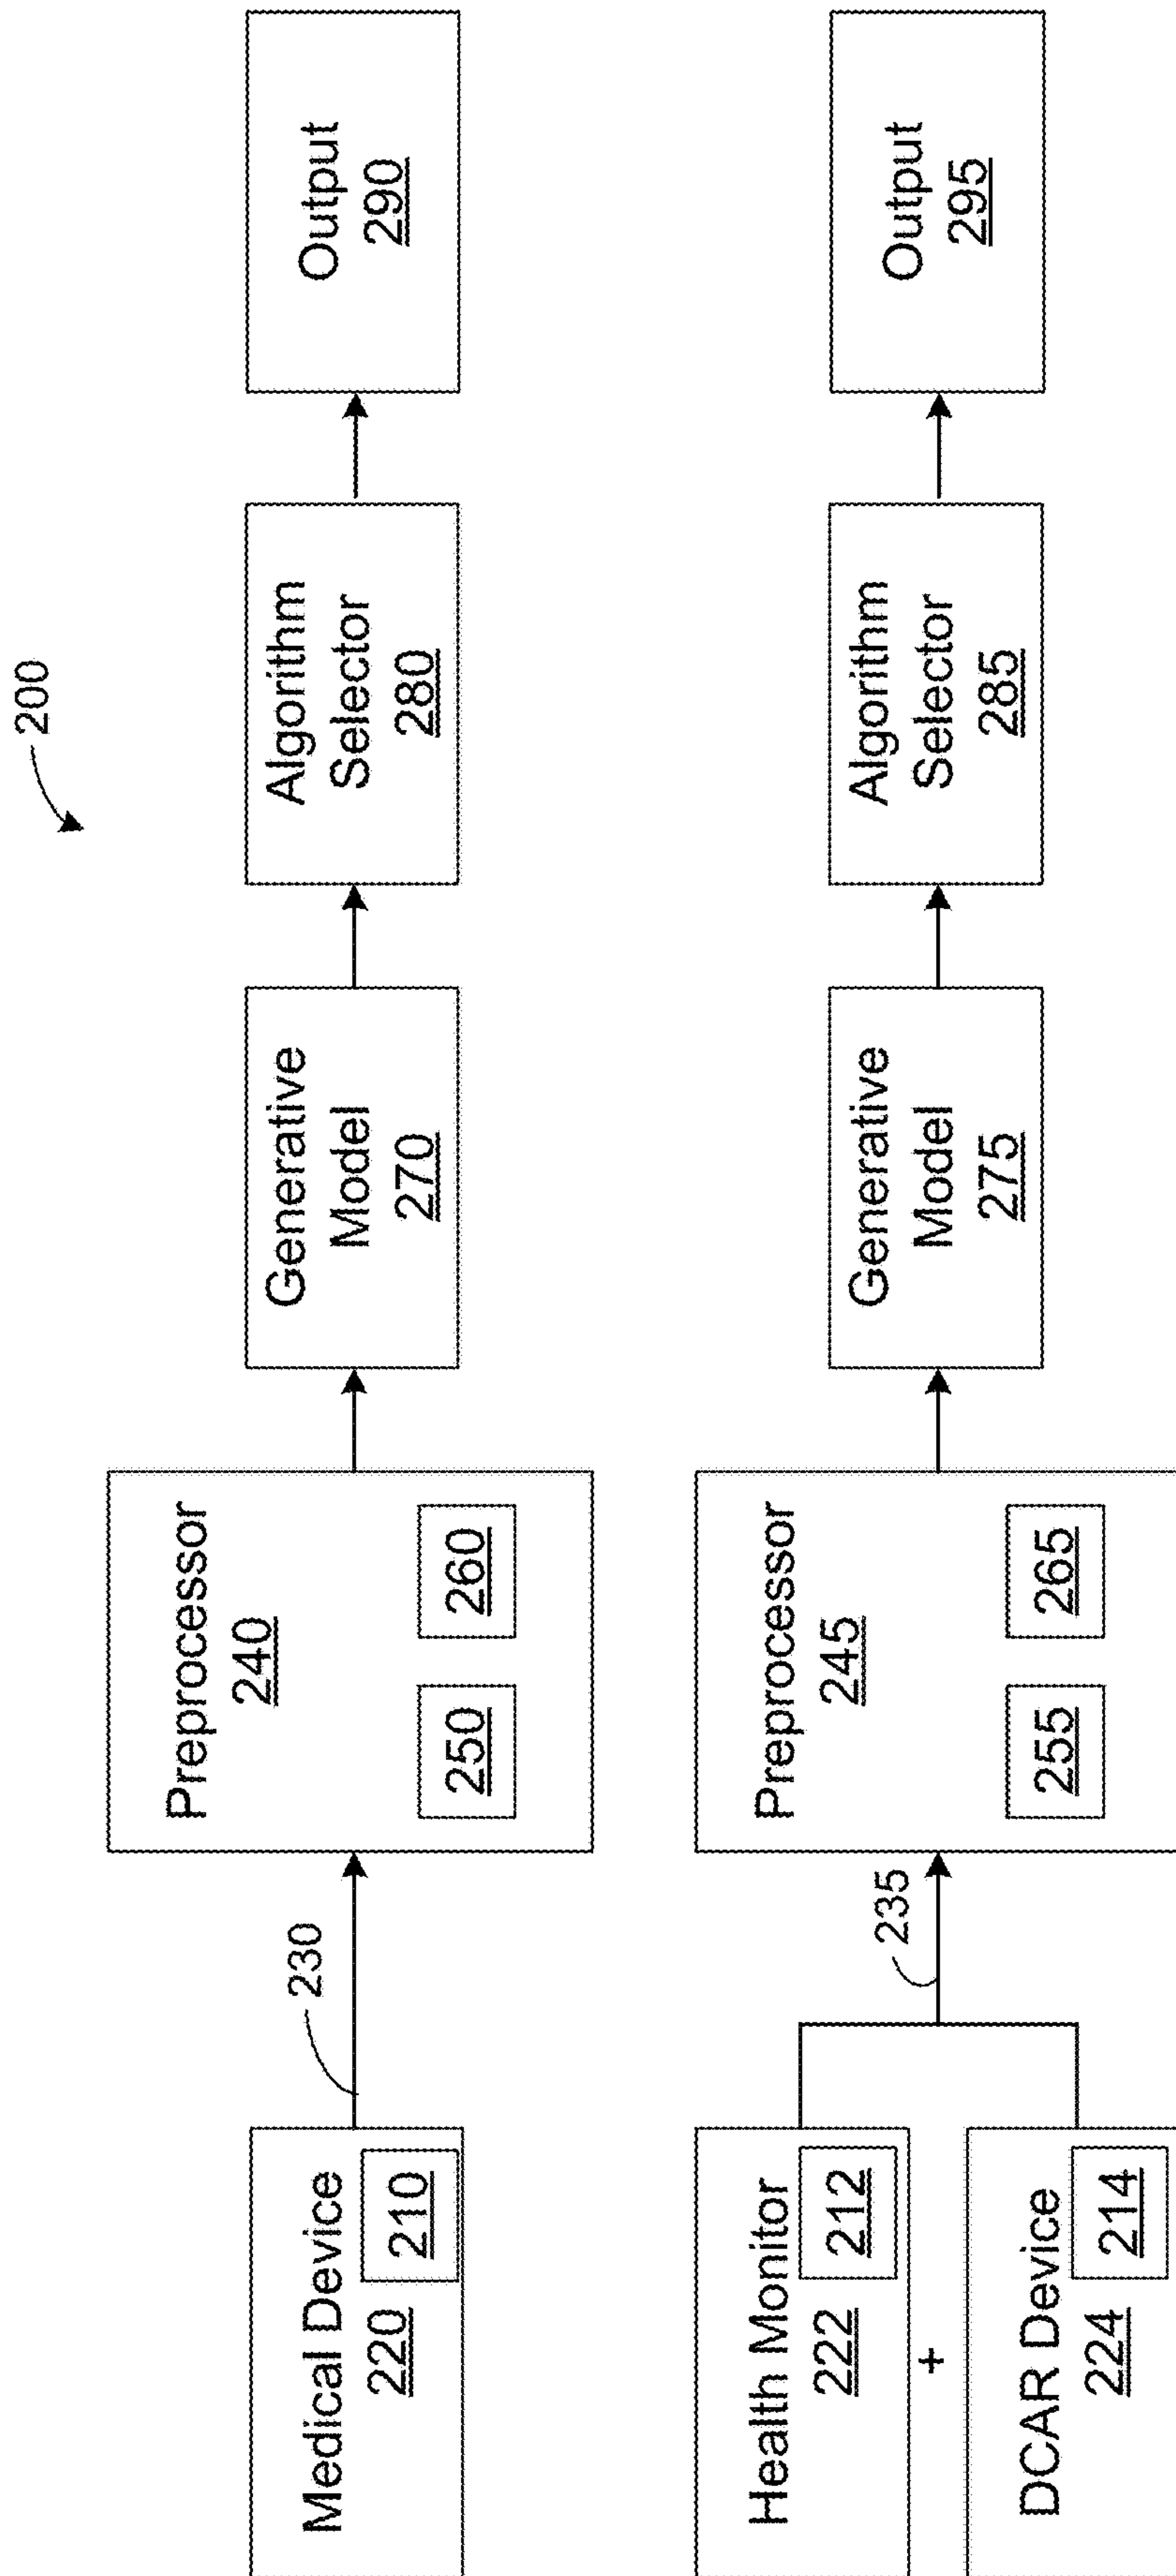 200
Medical Device
220
210
230
Preprocessor
240
250
260
Generative
Model
270
Algorithm
Selector
280
Output
290
Health Monitor
222
212
+
DCAR Device
224
214
235
Preprocessor
245
255
265
Generative
Model
275
Algorithm
Selector
285
Output
295